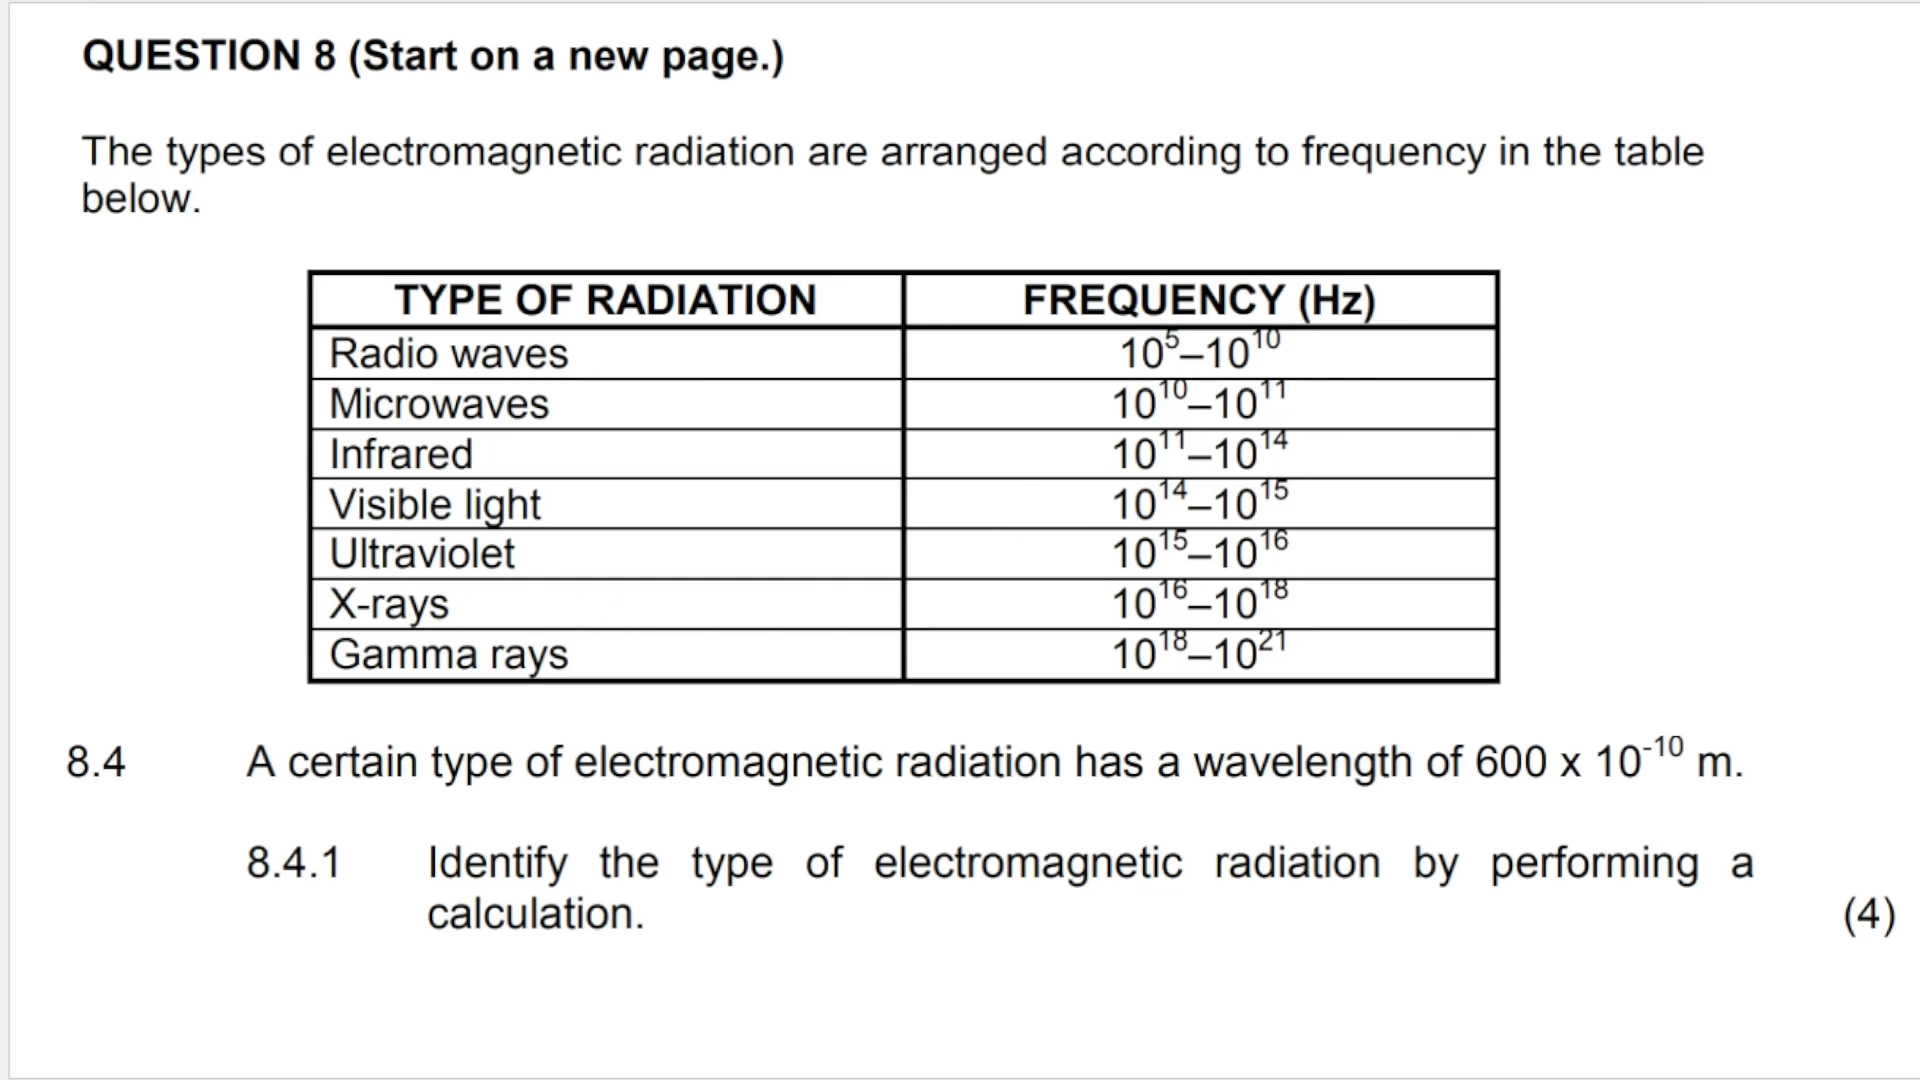 QUESTION 8 (Start on a new page.)
The types of electromagnetic radiation are arranged according to frequency in the table
below.
TYPE OF RADIATION FREQUENCY (Hz)
Radio waves 10⁵–10¹⁰
Microwaves 10¹⁰–10¹¹
Infrared 10¹¹–10¹⁴
Visible light 10¹⁴–10¹⁵
Ultraviolet 10¹⁵–10¹⁶
X-rays 10¹⁶–10¹⁸
Gamma rays 10¹⁸–10²¹
8.4 A certain type of electromagnetic radiation has a wavelength of 600 x 10⁻¹⁰ m.
8.4.1 Identify the type of electromagnetic radiation by performing a
calculation. (4)